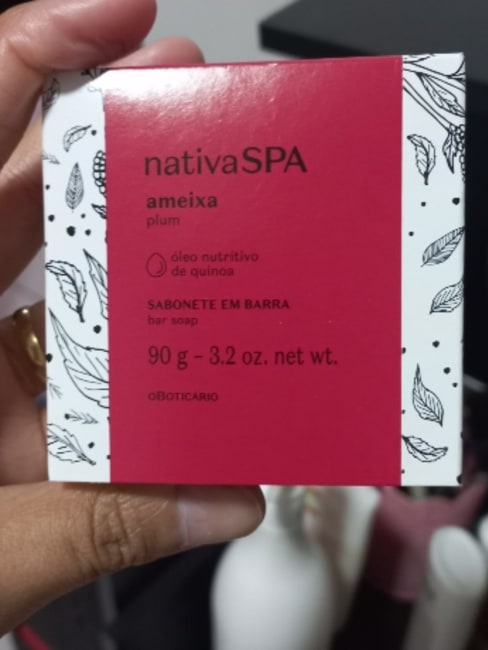 nativaSPA
ameixa
plum
óleo nutritivo
de quinoa
SABONETE EM BARRA
bar soap
90 g – 3.2 oz. net wt.
oBOTICÁRIO